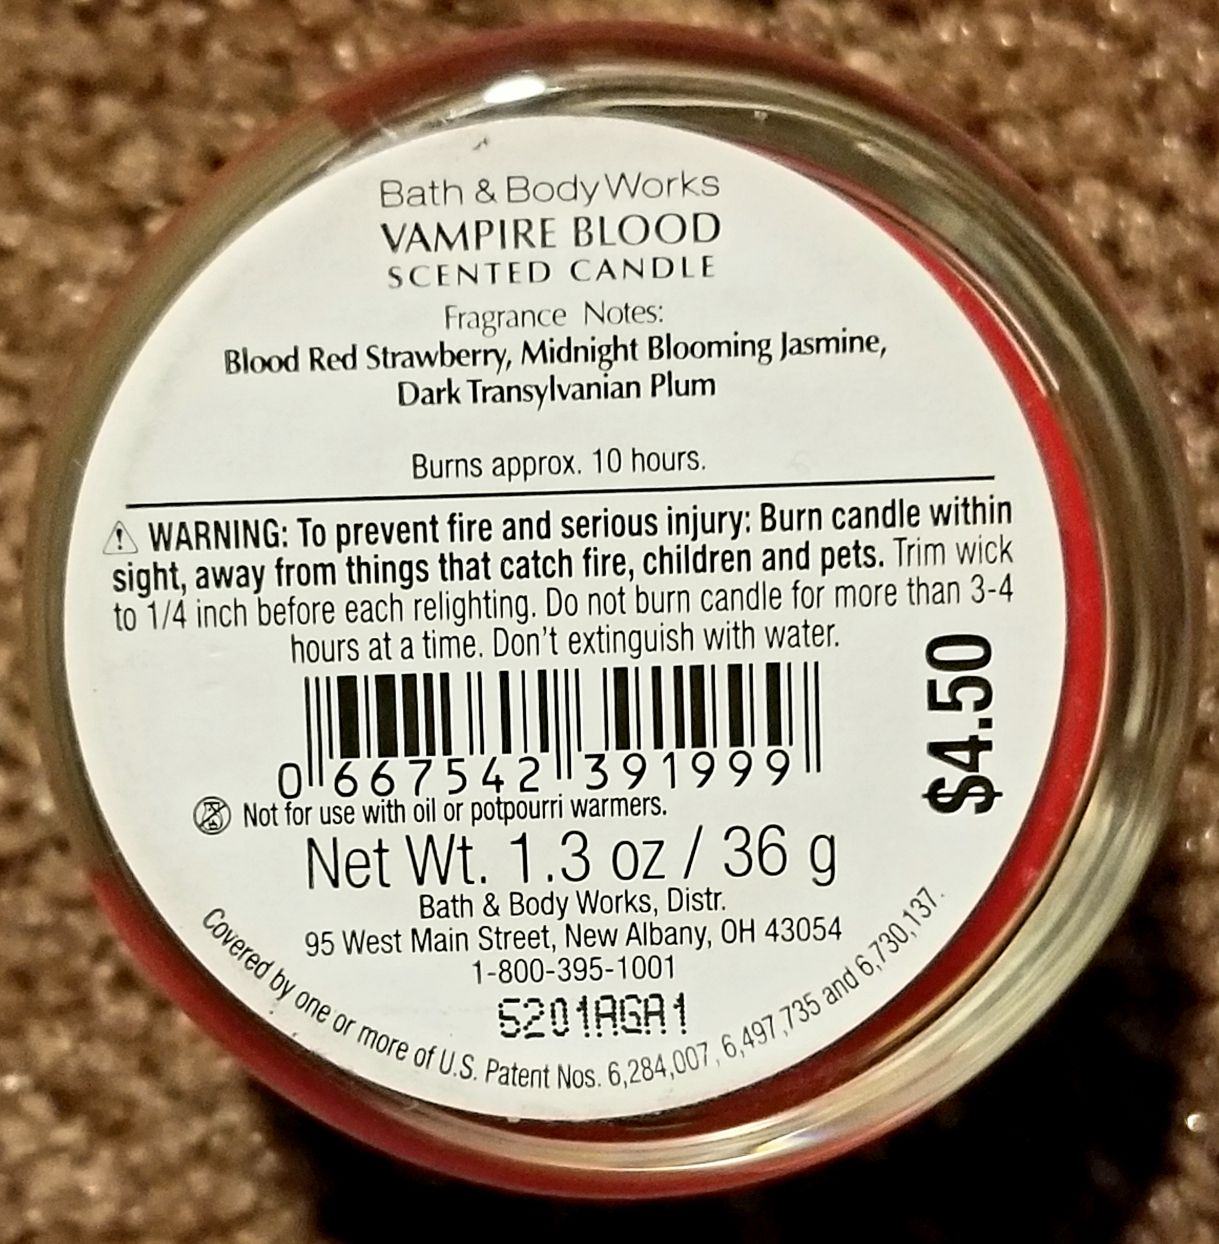 Bath & Body Works
VAMPIRE BLOOD
SCENTED CANDLE
Fragrance Notes:
Blood Red Strawberry, Midnight Blooming Jasmine,
Dark Transylvanian Plum
Burns approx. 10 hours.
WARNING: To prevent fire and serious injury: Burn candle within
sight, away from things that catch fire, children and pets. Trim wick
to 1/4 inch before each relighting. Do not burn candle for more than 3-4
hours at a time. Don't extinguish with water.
$4.50
0 667542 391999
Not for use with oil or potpourri warmers.
Net Wt. 1.3 oz / 36 g
Bath & Body Works, Distr.
95 West Main Street, New Albany, OH 43054
1-800-395-1001
5201AGA1
Covered by one or more of U.S. Patent Nos. 6,284,007, 6,497,735 and 6,730,137.